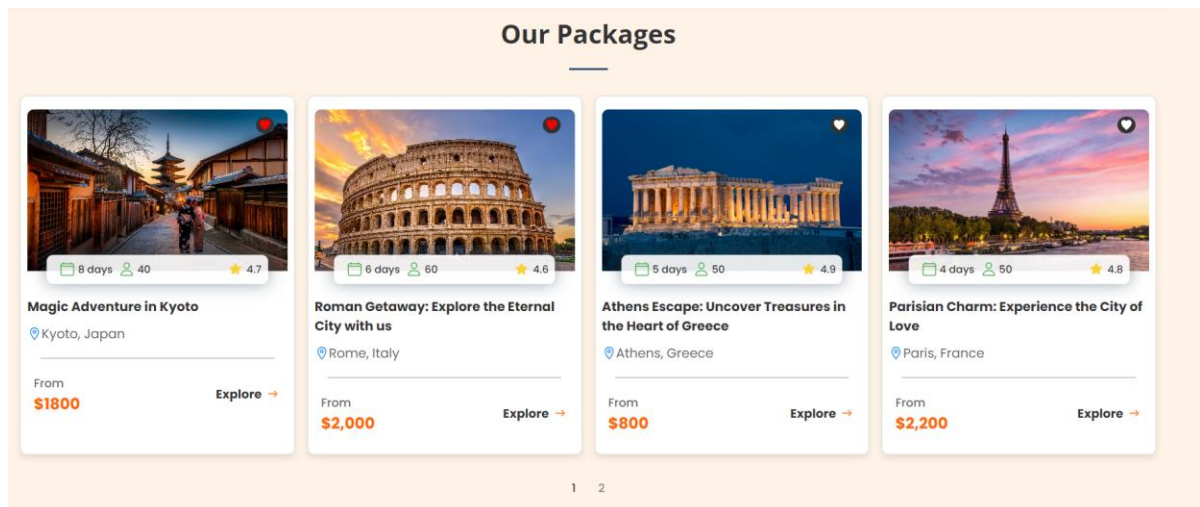 Our Packages
8 days 40 4.7
Magic Adventure in Kyoto
Kyoto, Japan
From
$1800
Explore →
6 days 60 4.6
Roman Getaway: Explore the Eternal
City with us
Rome, Italy
From
$2,000
Explore →
5 days 50 4.9
Athens Escape: Uncover Treasures in
the Heart of Greece
Athens, Greece
From
$800
Explore →
4 days 50 4.8
Parisian Charm: Experience the City of
Love
Paris, France
From
$2,200
Explore →
1 2